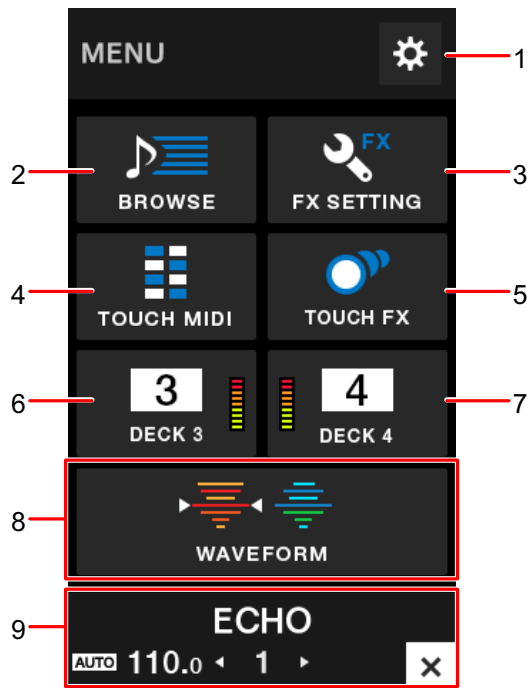 MENU
1
2
FX
3
BROWSE
FX SETTING
4
5
TOUCH MIDI
TOUCH FX
6
3
4
7
DECK 3
DECK 4
8
WAVEFORM
9
ECHO
AUTO 110.0 ◂ 1 ▸ ×